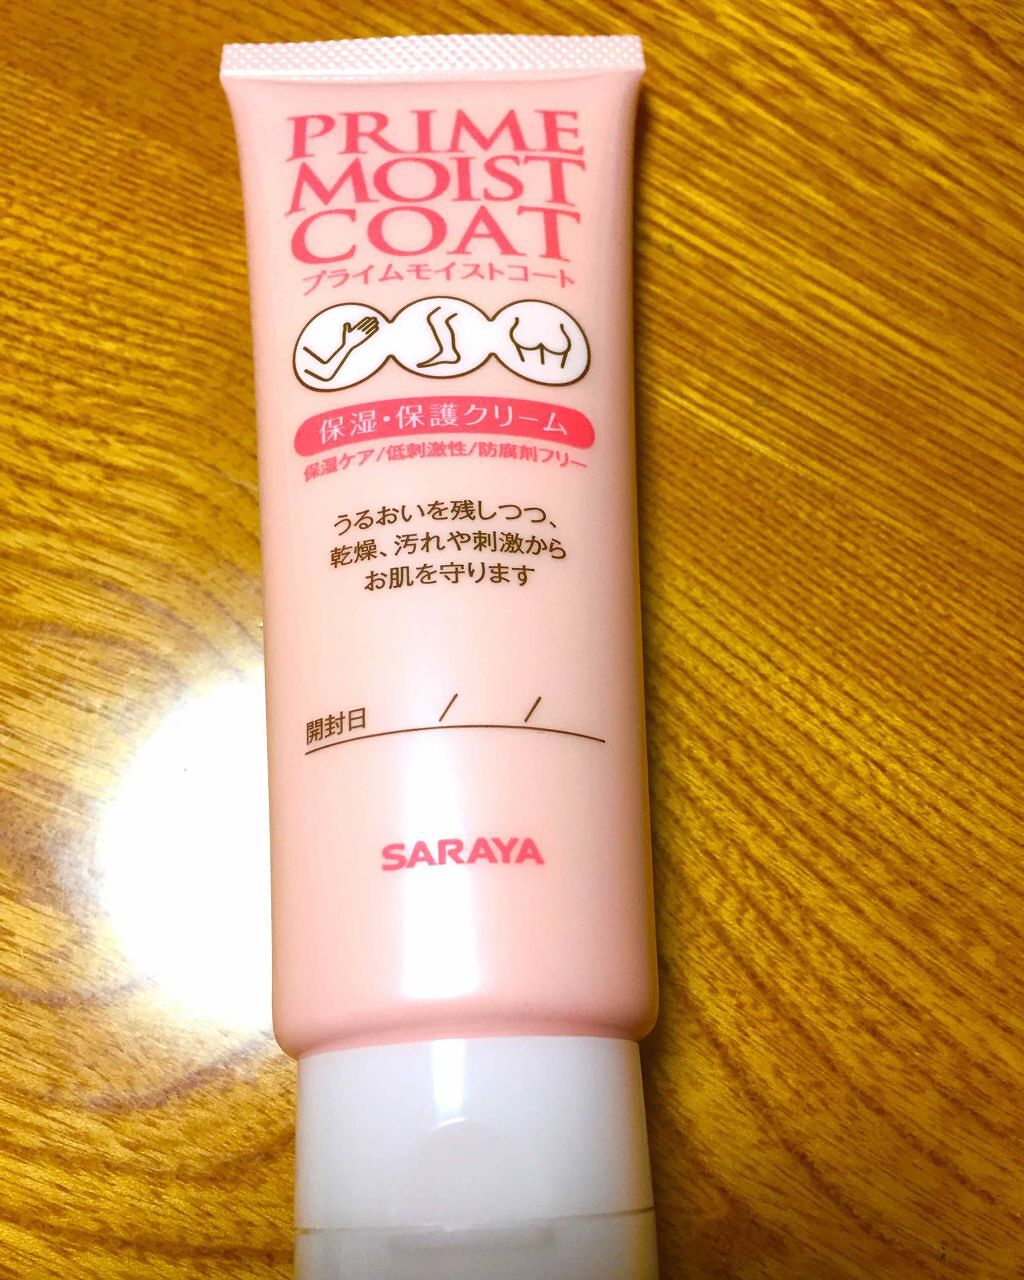 PRIME
MOIST
COAT
プライムモイストコート
保湿・保護クリーム
保湿ケア/低刺激性/防腐剤フリー
うるおいを残しつつ、
乾燥、汚れや刺激から
お肌を守ります
開封日 / /
SARAYA